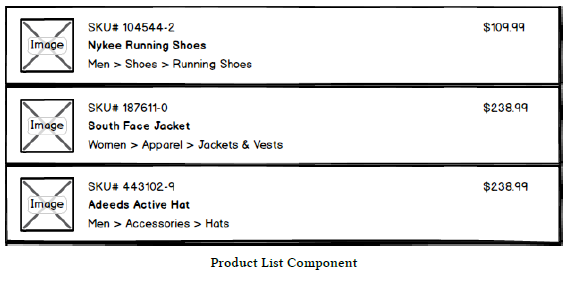 Image
SKU# 104544-2
$109.99
Nykee Running Shoes
Men > Shoes > Running Shoes
Image
SKU# 187611-0
$238.99
South Face Jacket
Women > Apparel > Jackets & Vests
Image
SKU# 443102-9
$238.99
Adeeds Active Hat
Men > Accessories > Hats
Product List Component